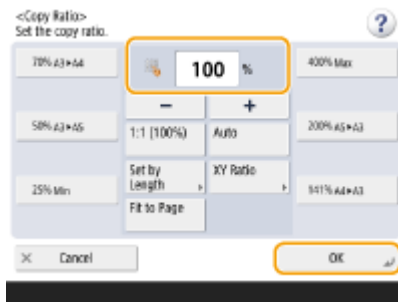 <Copy Ratio>
Set the copy ratio.
?
70% A3►A4
100 %
400% Max
− +
50% A3►A5
1:1 (100%)
Auto
200% A5►A3
Set by
Length
XY Ratio
25% Min
141% A4►A3
Fit to Page
× Cancel
OK